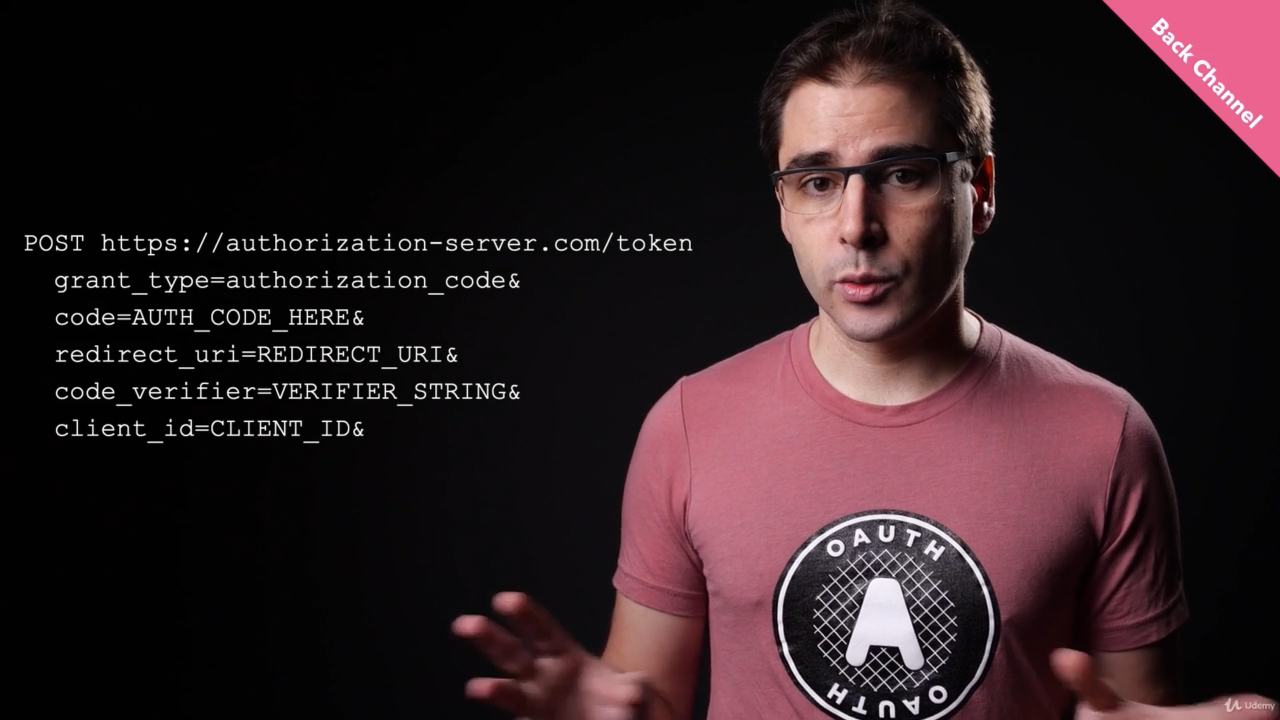 Back Channel
POST https://authorization-server.com/token
grant_type=authorization_code&
code=AUTH_CODE_HERE&
redirect_uri=REDIRECT_URI&
code_verifier=VERIFIER_STRING&
client_id=CLIENT_ID&
OAUTH
A
OAUTH
Udemy